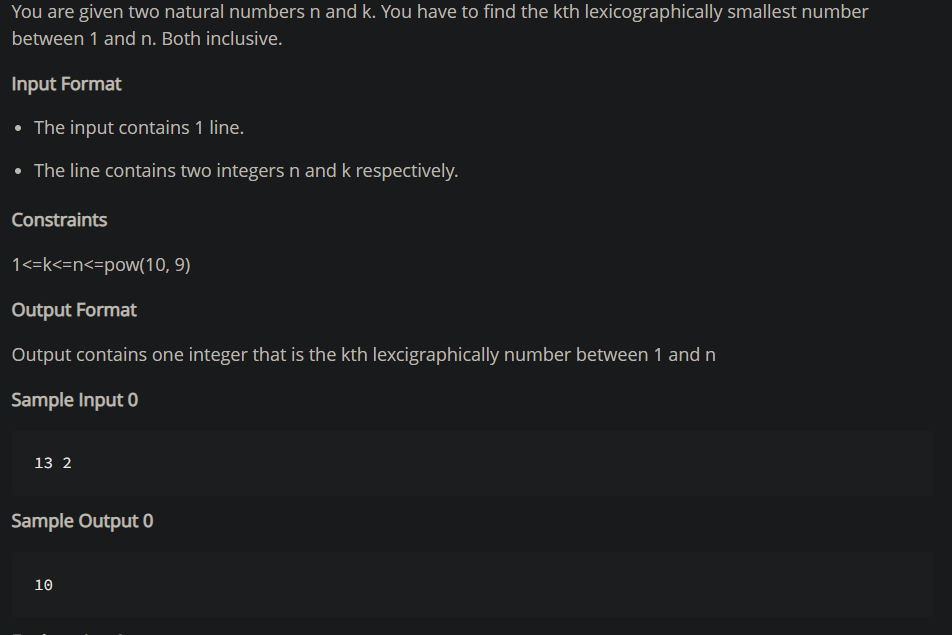 You are given two natural numbers n and k. You have to find the kth lexicographically smallest number
between 1 and n. Both inclusive.
Input Format
• The input contains 1 line.
• The line contains two integers n and k respectively.
Constraints
1<=k<=n<=pow(10, 9)
Output Format
Output contains one integer that is the kth lexcigraphically number between 1 and n
Sample Input 0
13 2
Sample Output 0
10